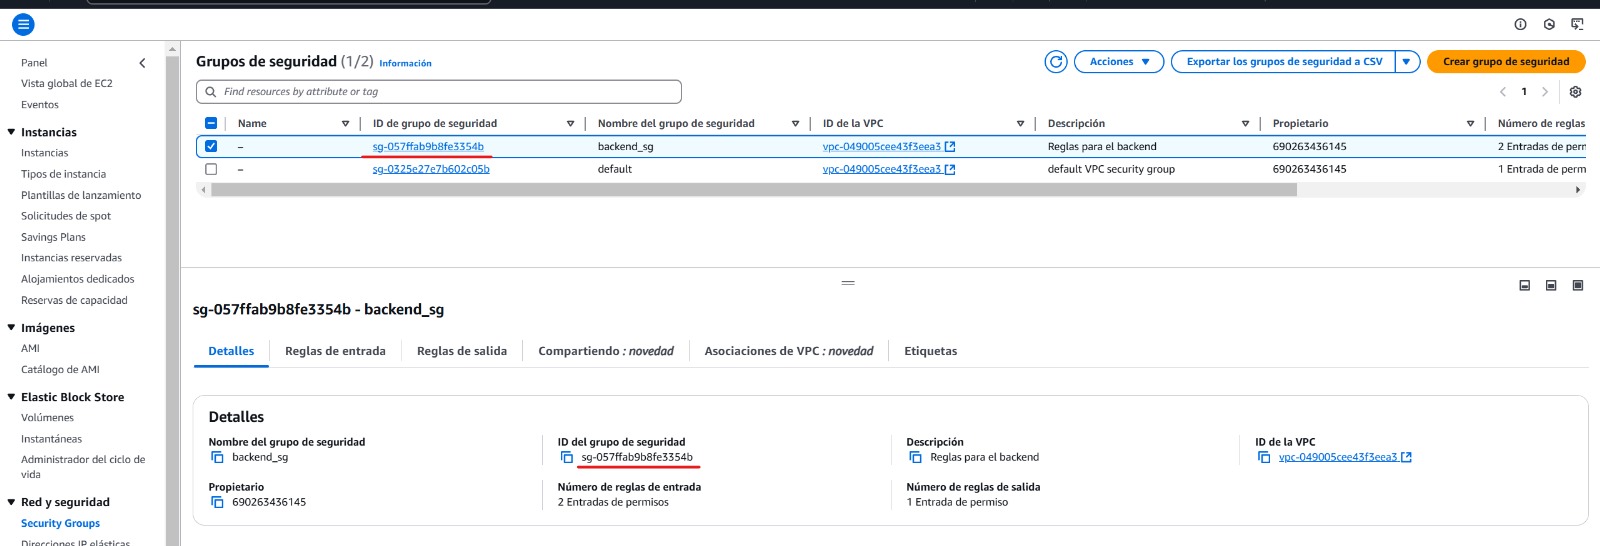 Grupos de seguridad (1/2) Información
Acciones
Exportar los grupos de seguridad a CSV
Crear grupo de seguridad
Find resources by attribute or tag
1
Name ID de grupo de seguridad Nombre del grupo de seguridad ID de la VPC Descripción Propietario Número de reglas
– sg-057ffab9b8fe3354b backend_sg vpc-049005cee43f3eea3 Reglas para el backend 690263436145 2 Entradas de perm
– sg-0325e27e7b602c05b default vpc-049005cee43f3eea3 default VPC security group 690263436145 1 Entrada de perm
Panel
Vista global de EC2
Eventos
Instancias
Instancias
Tipos de instancia
Plantillas de lanzamiento
Solicitudes de spot
Savings Plans
Instancias reservadas
Alojamientos dedicados
Reservas de capacidad
Imágenes
AMI
Catálogo de AMI
Elastic Block Store
Volúmenes
Instantáneas
Administrador del ciclo de
vida
Red y seguridad
Security Groups
Direcciones IP elásticas
sg-057ffab9b8fe3354b - backend_sg
Detalles Reglas de entrada Reglas de salida Compartiendo : novedad Asociaciones de VPC : novedad Etiquetas
Detalles
Nombre del grupo de seguridad
backend_sg
ID del grupo de seguridad
sg-057ffab9b8fe3354b
Descripción
Reglas para el backend
ID de la VPC
vpc-049005cee43f3eea3
Propietario
690263436145
Número de reglas de entrada
2 Entradas de permisos
Número de reglas de salida
1 Entrada de permiso